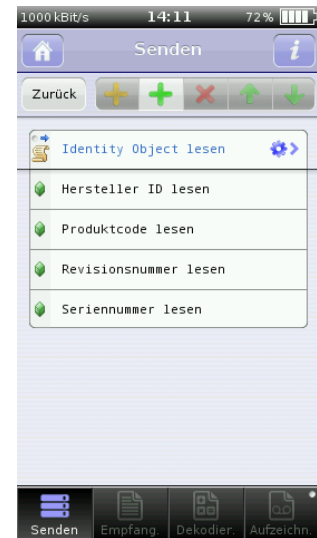 1000 kBit/s 14:11 72%
Senden
Zurück
Identity Object lesen
Hersteller ID lesen
Produktcode lesen
Revisionsnummer lesen
Seriennummer lesen
Senden Empfang. Dekodier. Aufzeichn.